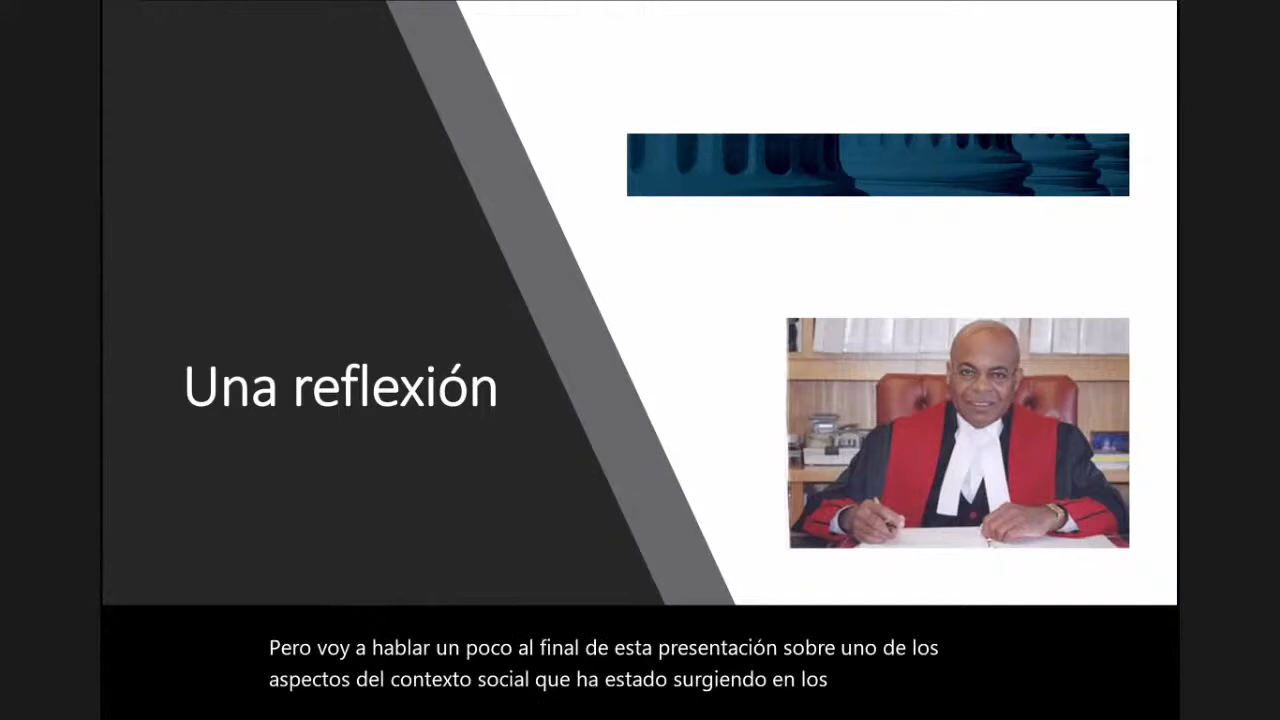 Una reflexión
Pero voy a hablar un poco al final de esta presentación sobre uno de los
aspectos del contexto social que ha estado surgiendo en los